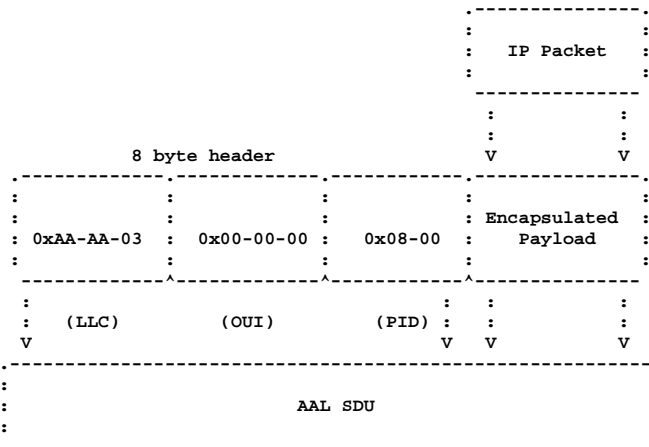 IP Packet
8 byte header
V V
0xAA-AA-03 0x00-00-00 0x08-00 Encapsulated
Payload
(LLC) (OUI) (PID)
V V V V
AAL SDU